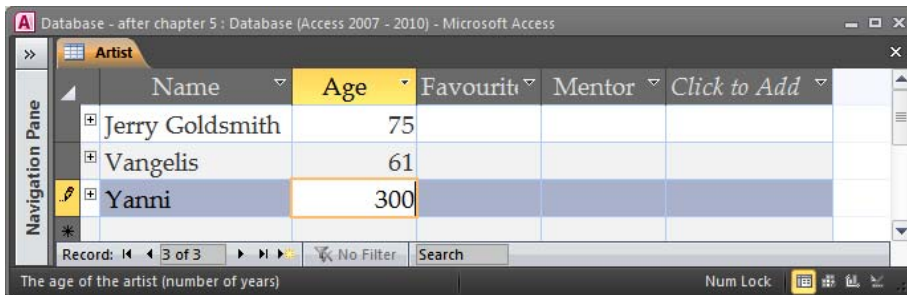 Database - after chapter 5 : Database (Access 2007 - 2010) - Microsoft Access
Artist
Name Age Favourite Mentor Click to Add
Jerry Goldsmith 75
Vangelis 61
Yanni 300
Navigation Pane
Record: 3 of 3 No Filter Search
The age of the artist (number of years) Num Lock